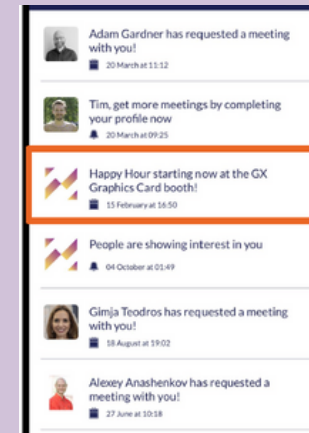 Adam Gardner has requested a meeting
with you!
20 March at 11:12
Tim, get more meetings by completing
your profile now
20 March at 09:25
Happy Hour starting now at the GX
Graphics Card booth!
15 February at 16:50
People are showing interest in you
04 October at 01:49
Gimja Teodros has requested a meeting
with you!
18 August at 19:02
Alexey Anashenkov has requested a
meeting with you!
27 June at 10:18